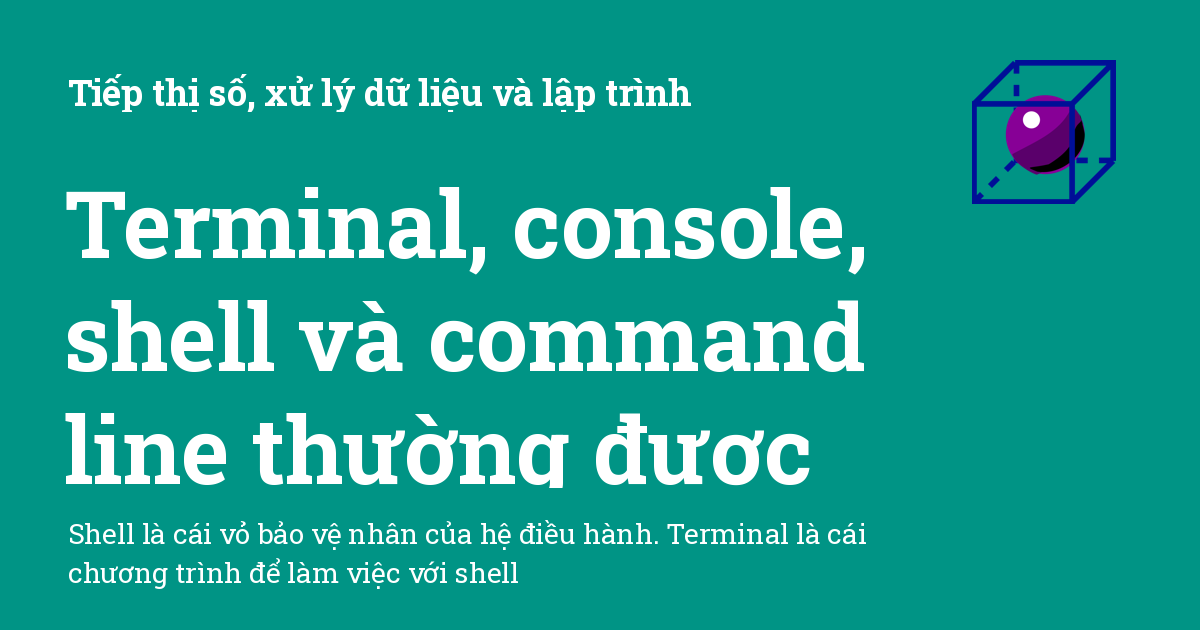 Tiếp thị số, xử lý dữ liệu và lập trình
Terminal, console,
shell và command
line thường được
Shell là cái vỏ bảo vệ nhân của hệ điều hành. Terminal là cái
chương trình để làm việc với shell